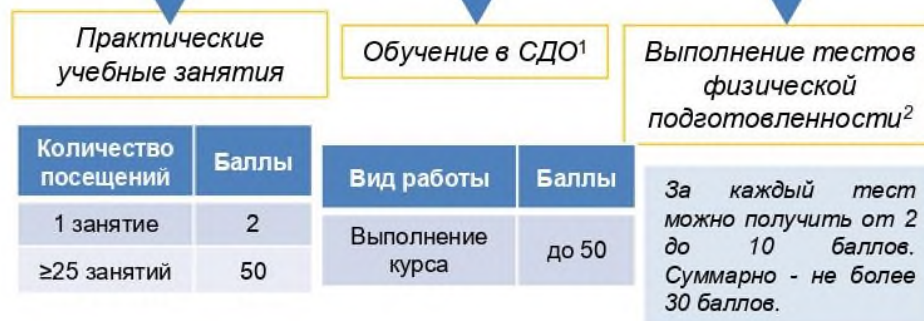 Практические
учебные занятия
Обучение в СДО¹
Выполнение тестов
физической
подготовленности²
Количество
посещений
Баллы
1 занятие
2
≥25 занятий
50
Вид работы
Баллы
Выполнение
курса
до 50
За каждый тест
можно получить от 2
до 10 баллов.
Суммарно - не более
30 баллов.